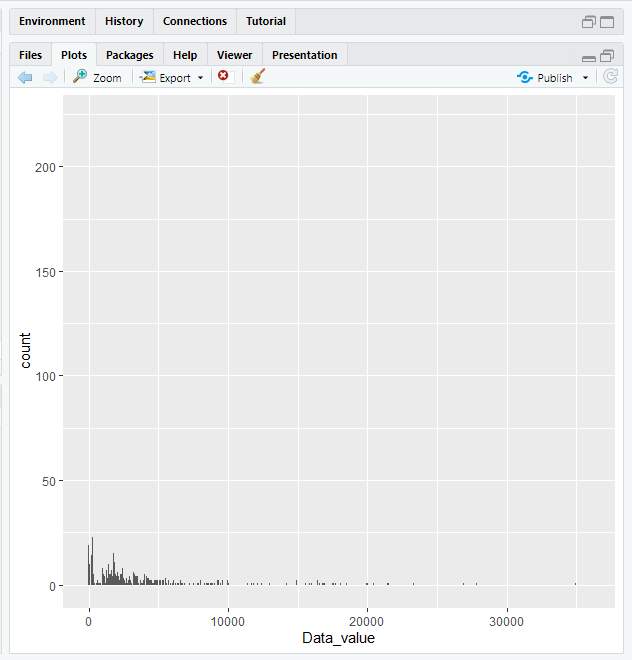 Environment History Connections Tutorial
Files Plots Packages Help Viewer Presentation
Zoom Export Publish
200
150
100
50
0
count
0 10000 20000 30000
Data_value